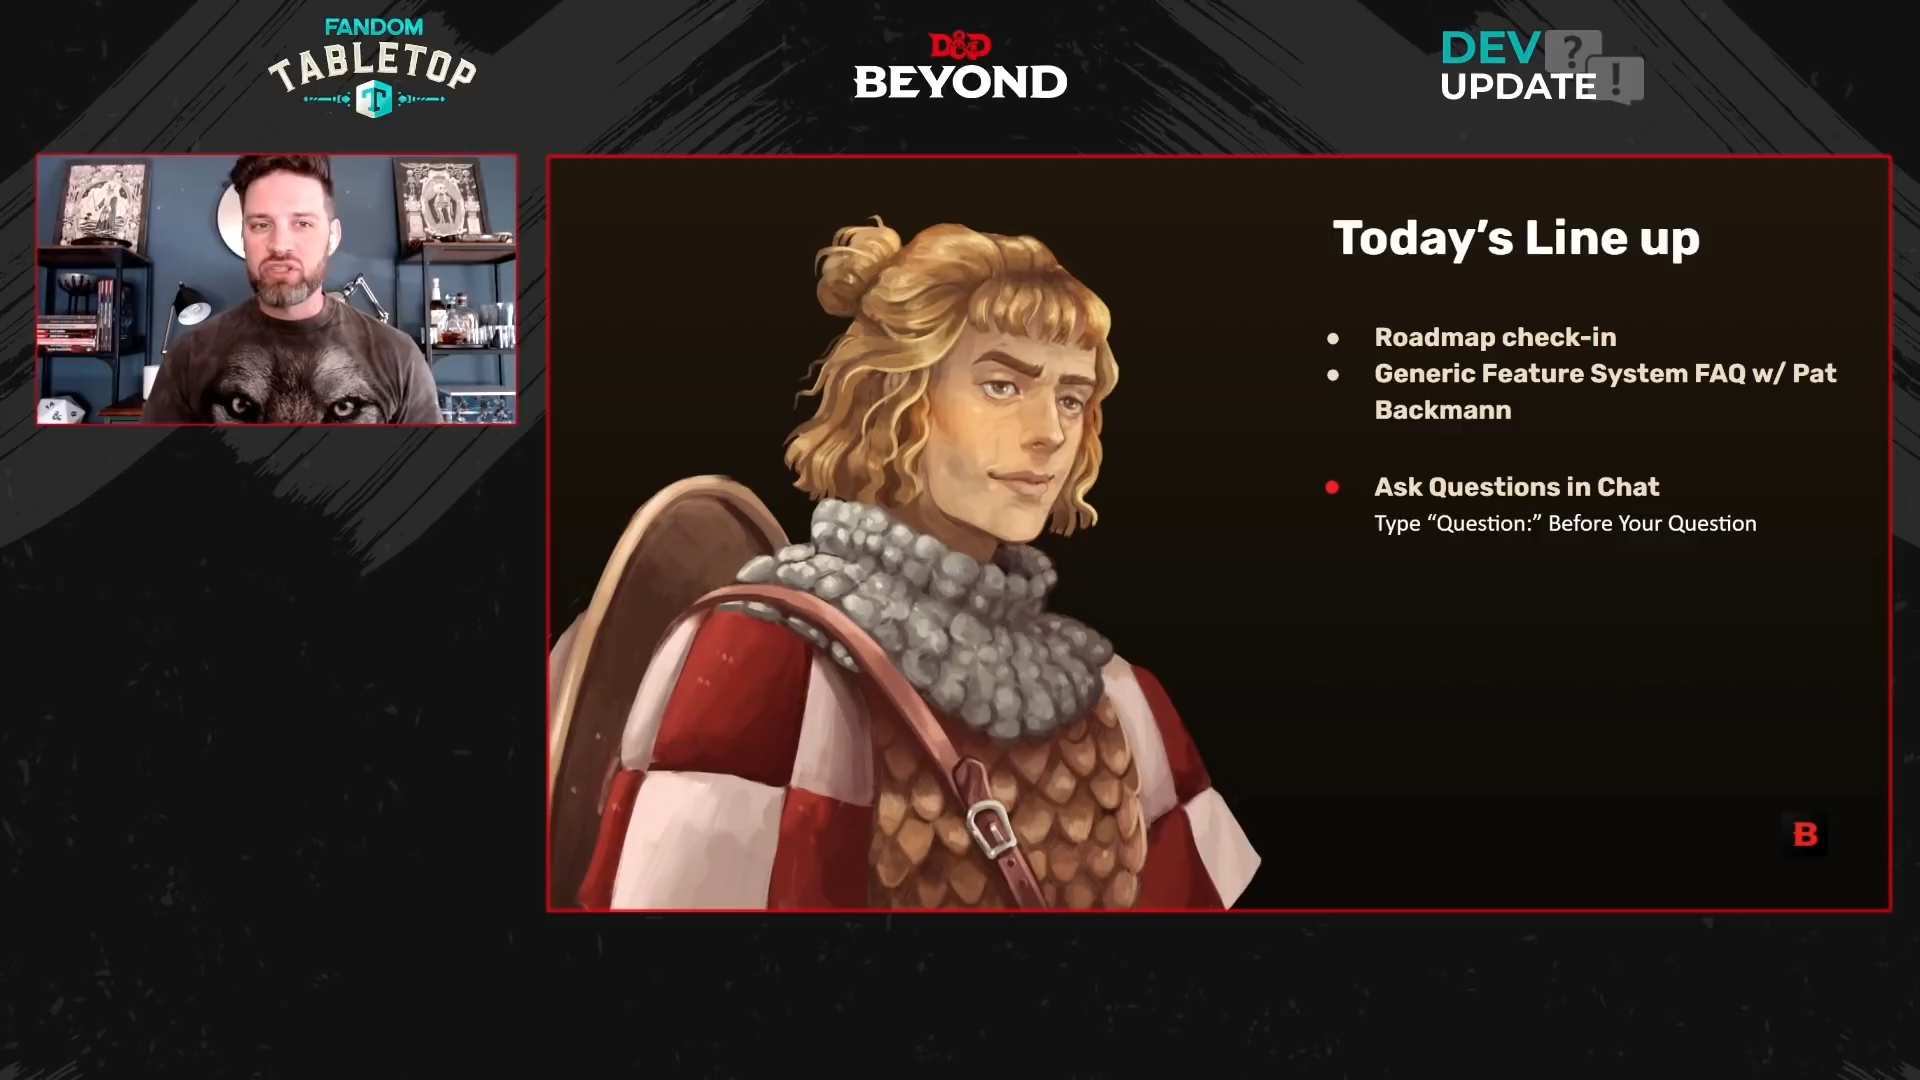 FANDOM
TABLETOP
T
D&D
BEYOND
DEV ?
UPDATE !
Today's Line up
● Roadmap check-in
● Generic Feature System FAQ w/ Pat
Backmann
● Ask Questions in Chat
Type “Question:” Before Your Question
B